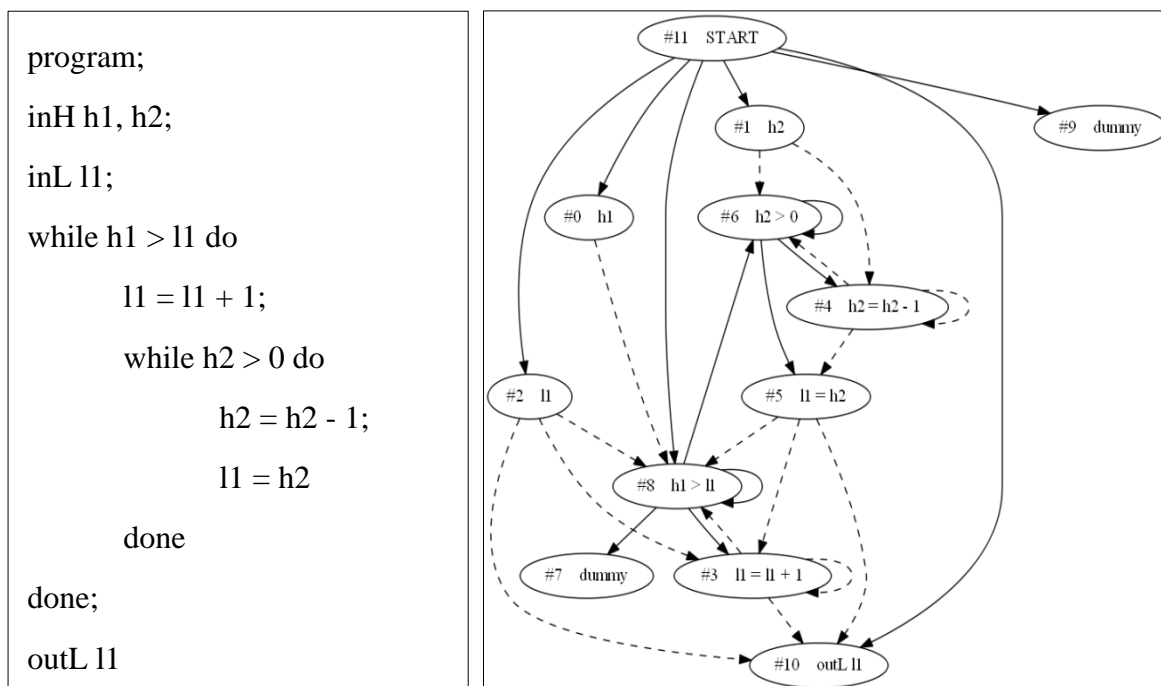 program;
inH h1, h2;
inL l1;
while h1 > l1 do
l1 = l1 + 1;
while h2 > 0 do
h2 = h2 - 1;
l1 = h2
done
done;
outL l1
#11 START
#1 h2
#9 dummy
#0 h1
#6 h2 > 0
#4 h2 = h2 - 1
#2 l1
#5 l1 = h2
#8 h1 > l1
#7 dummy
#3 l1 = l1 + 1
#10 outL l1